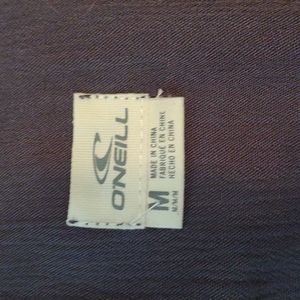 O'NEILL
M
M/M/M
MADE IN CHINA
FABRIQUÉ EN CHINE
HECHO EN CHINA